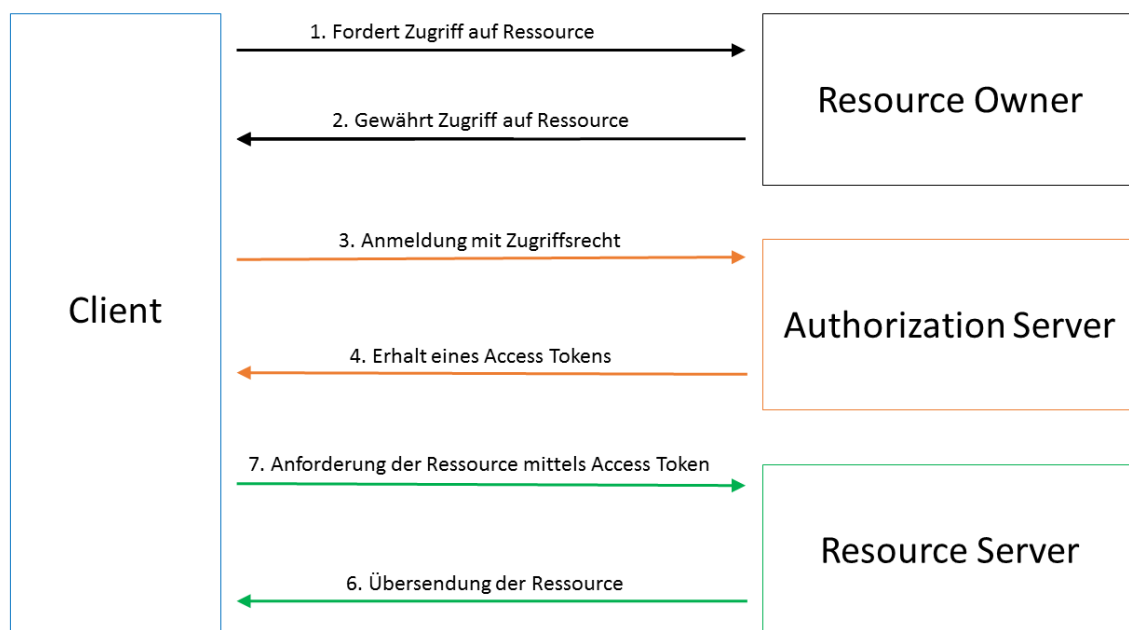 1. Fordert Zugriff auf Ressource
Resource Owner
2. Gewährt Zugriff auf Ressource
3. Anmeldung mit Zugriffsrecht
Client
Authorization Server
4. Erhalt eines Access Tokens
7. Anforderung der Ressource mittels Access Token
Resource Server
6. Übersendung der Ressource